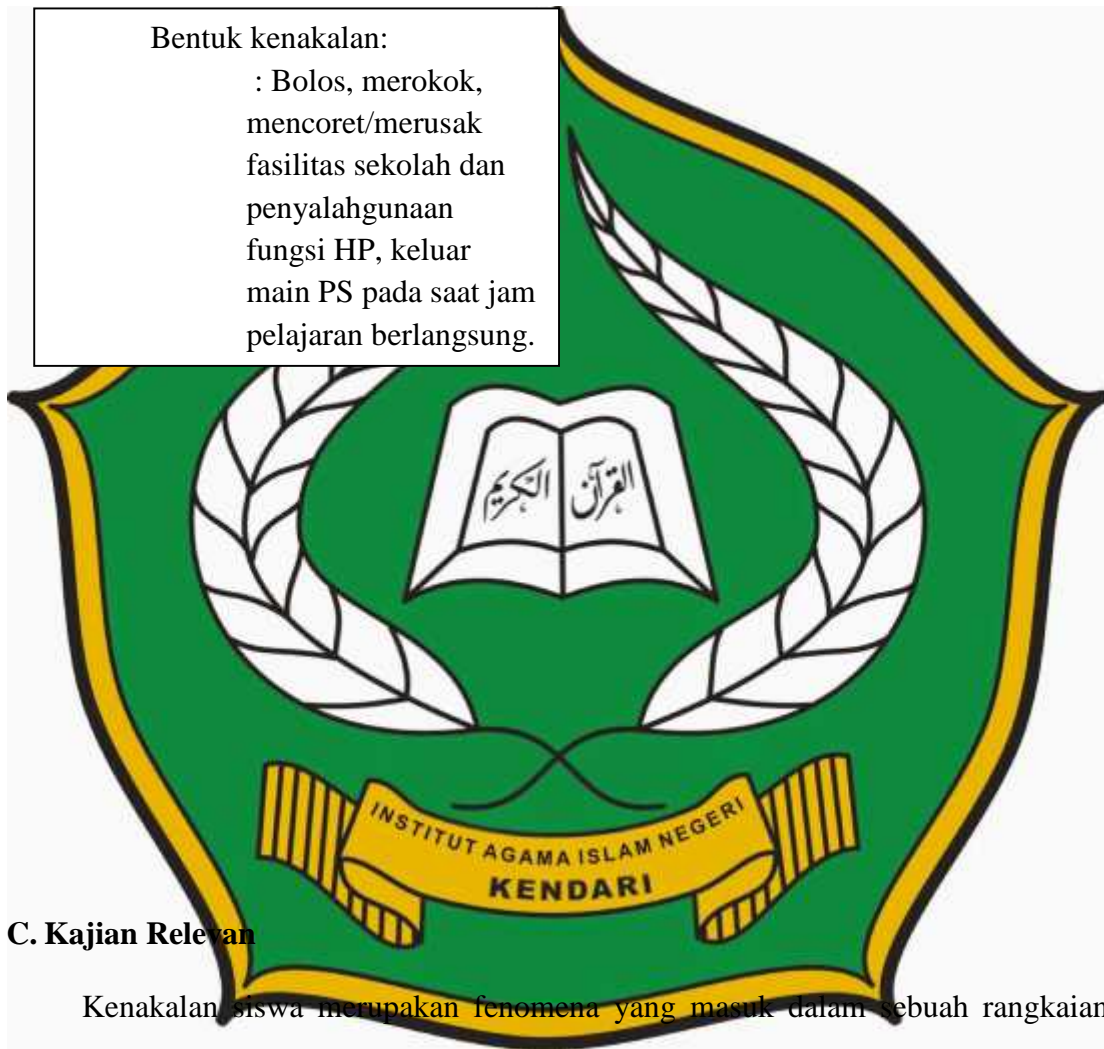 Bentuk kenakalan:
: Bolos, merokok,
mencoret/merusak
fasilitas sekolah dan
penyalahgunaan
fungsi HP, keluar
main PS pada saat jam
pelajaran berlangsung.
القرآن الكريم
INSTITUT AGAMA ISLAM NEGERI
KENDARI
C. Kajian Relevan
Kenakalan siswa merupakan fenomena yang masuk dalam sebuah rangkaian